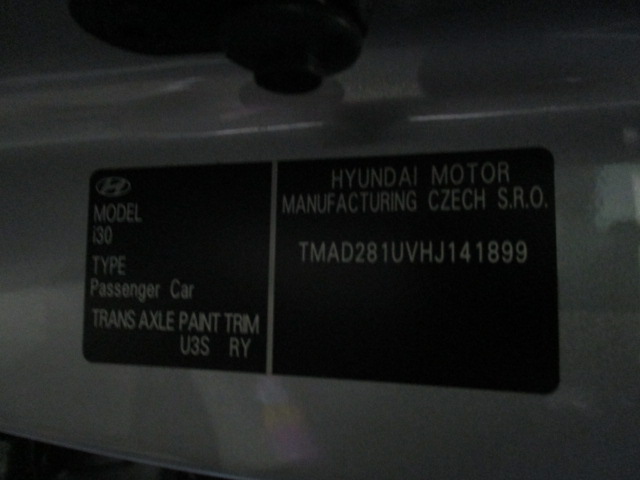 MODEL
i30
TYPE
Passenger Car
TRANS AXLE PAINT TRIM
U3S RY
HYUNDAI MOTOR
MANUFACTURING CZECH S.R.O.
TMAD281UVHJ141899